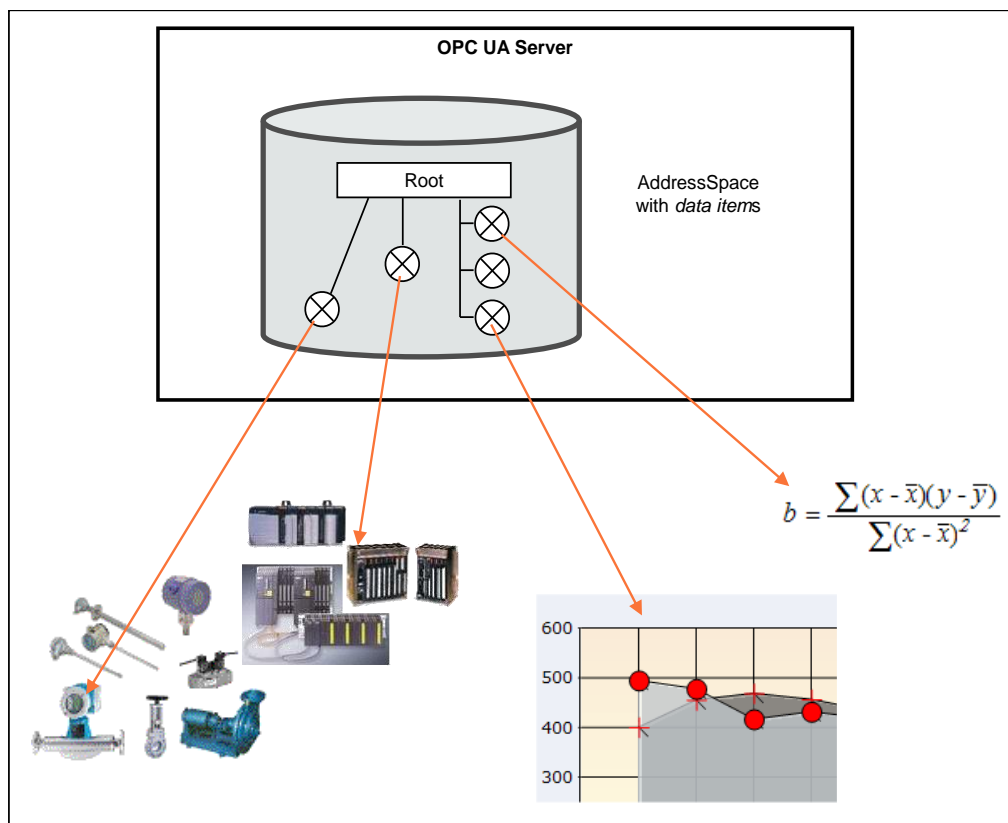 OPC UA Server
Root
AddressSpace
with data items
b = ∑(x - x̅)(y - y̅) / ∑(x - x̅)²
600
500
400
300